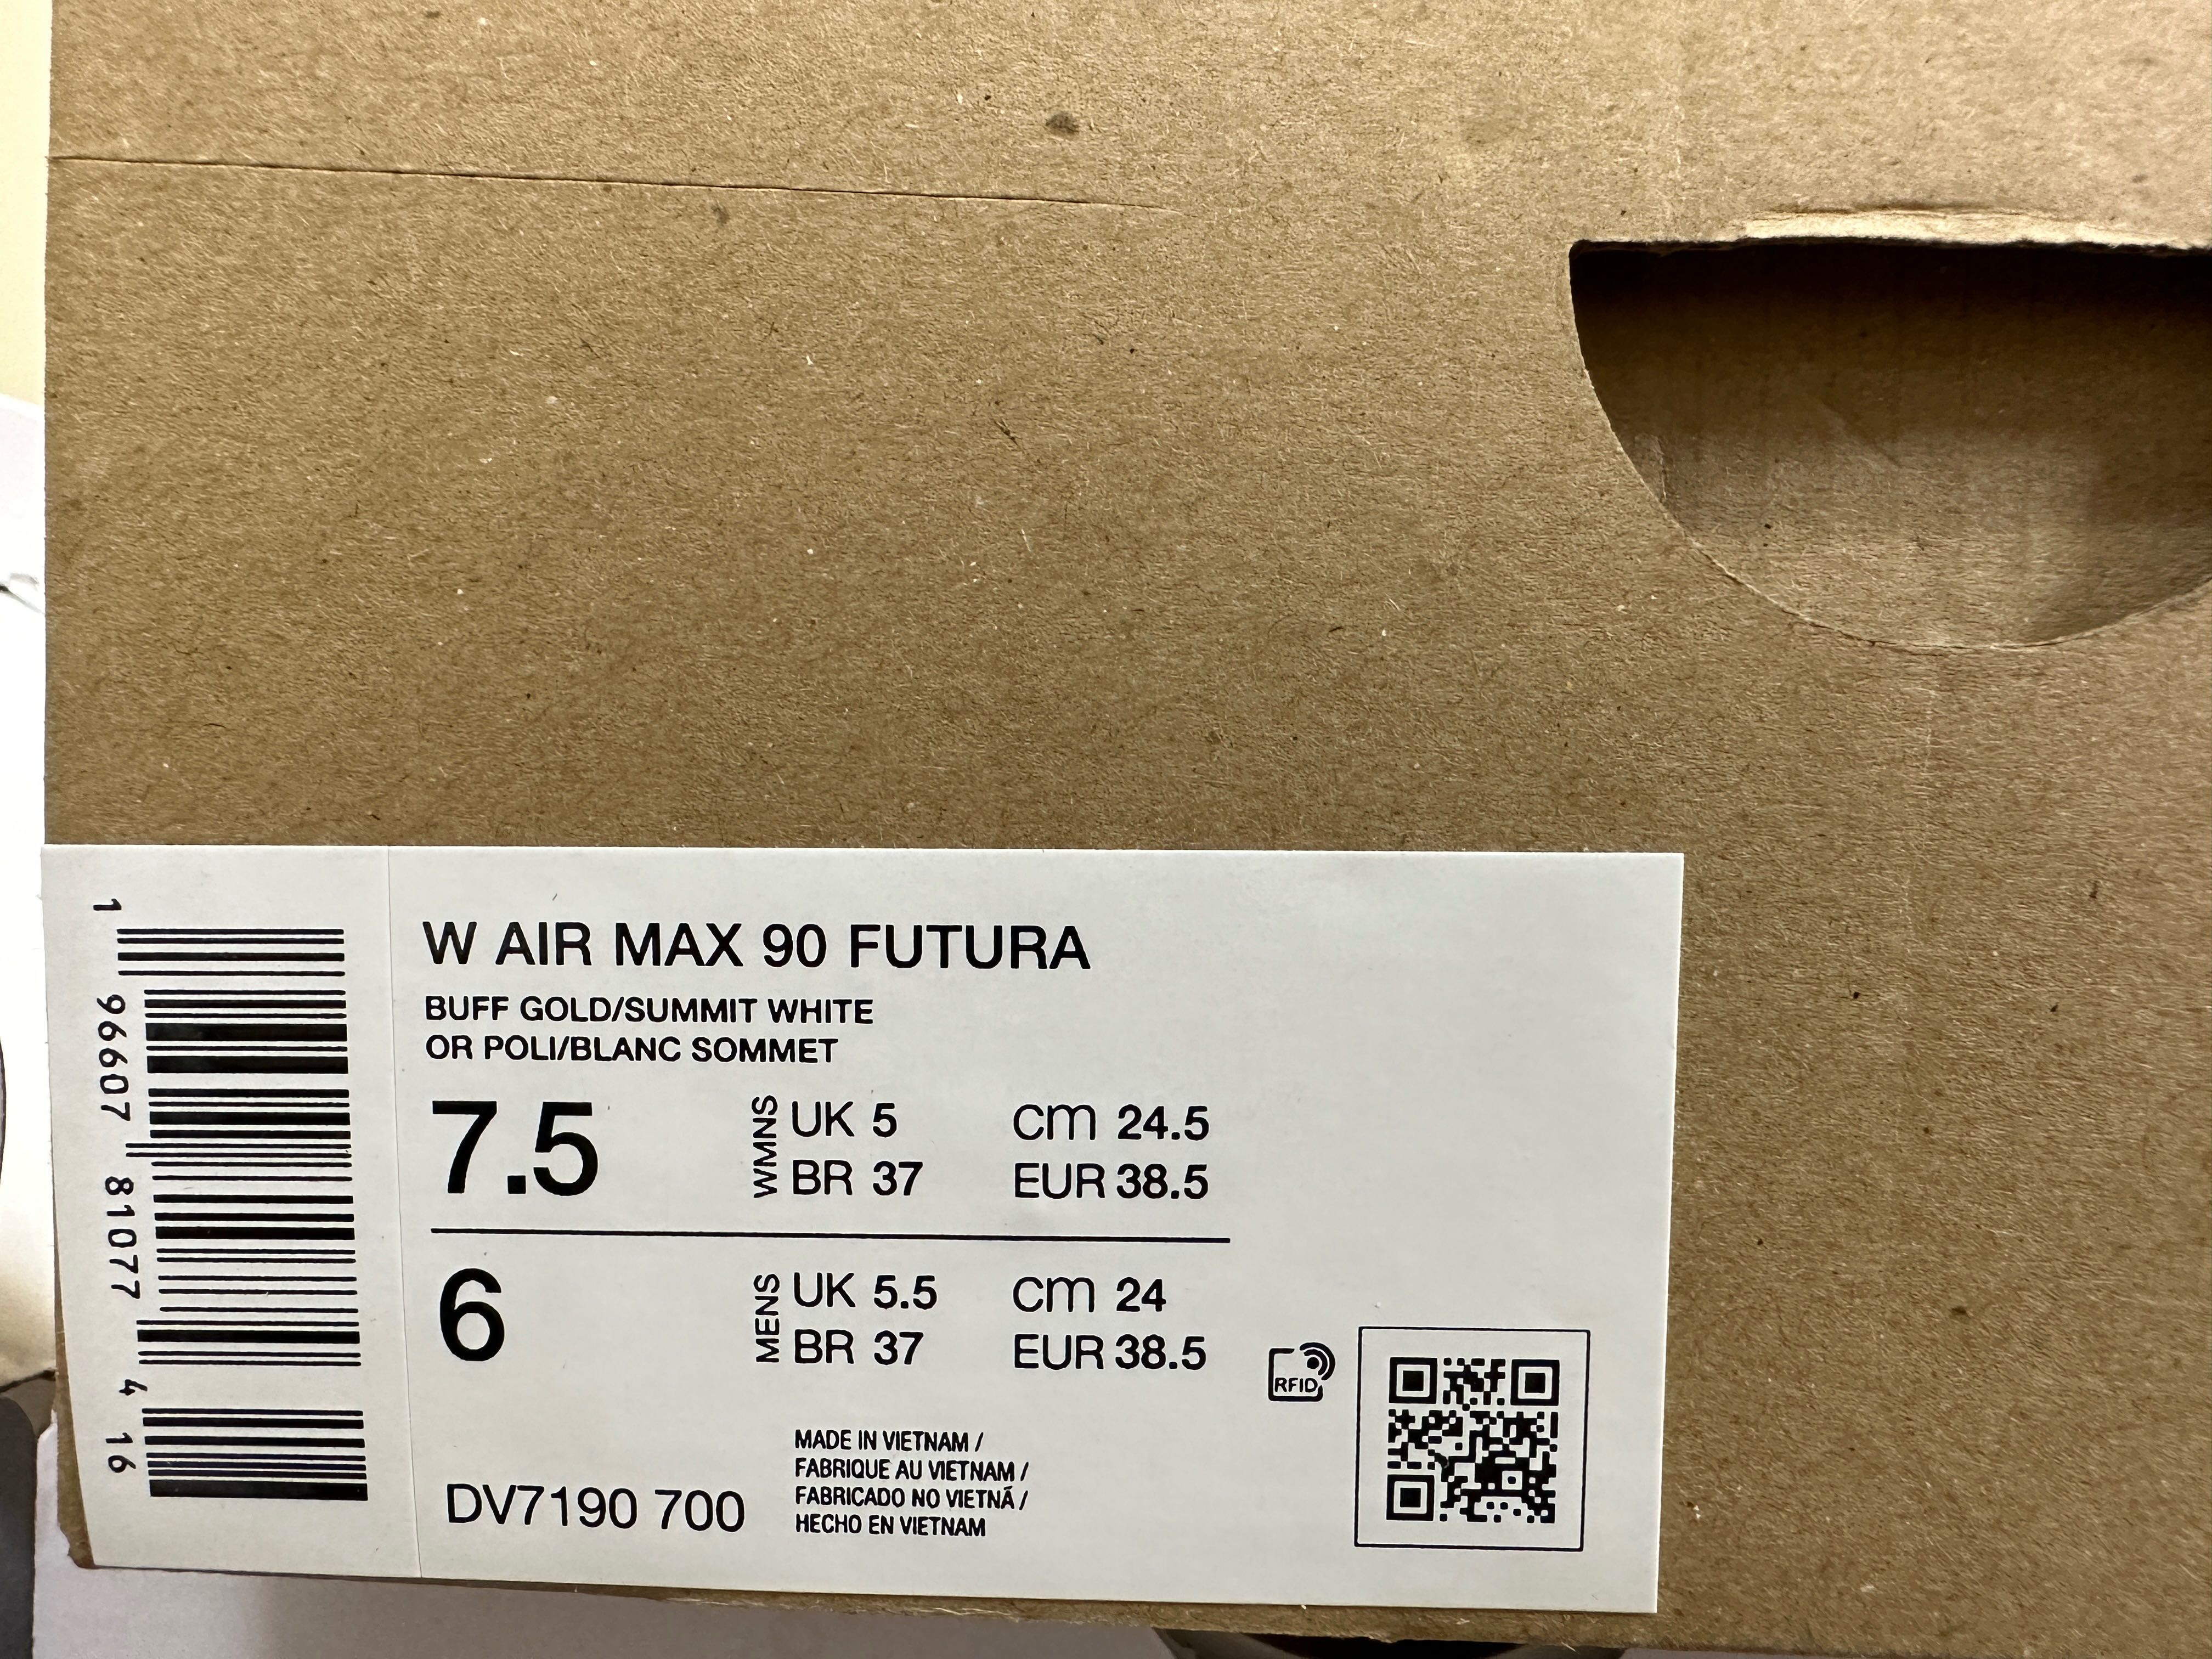 W AIR MAX 90 FUTURA
BUFF GOLD/SUMMIT WHITE
OR POLI/BLANC SOMMET
7.5 WMNS UK 5 CM 24.5
BR 37 EUR 38.5
6 MENS UK 5.5 CM 24
BR 37 EUR 38.5
RFID
MADE IN VIETNAM /
FABRIQUE AU VIETNAM /
FABRICADO NO VIETNÃ /
HECHO EN VIETNAM
DV7190 700
1 96607 81077 4 16